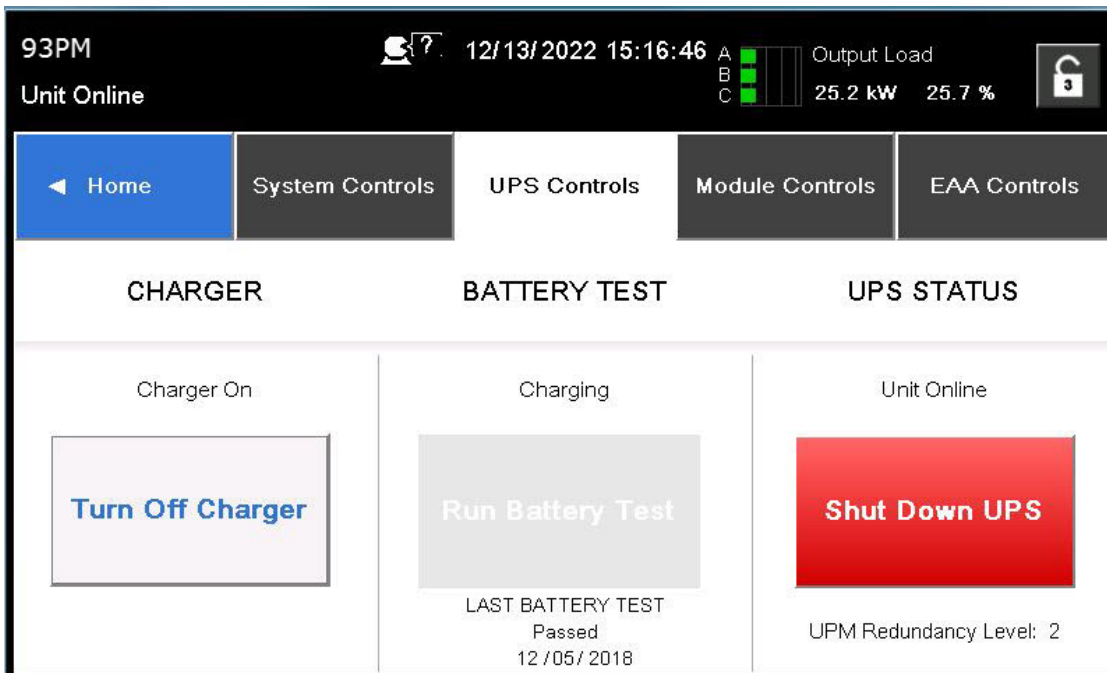 93PM
? 12/13/2022 15:16:46
Unit Online
A
B
C
Output Load
25.2 kW 25.7 %
3
◄ Home
System Controls
UPS Controls
Module Controls
EAA Controls
CHARGER
BATTERY TEST
UPS STATUS
Charger On
Turn Off Charger
Charging
Run Battery Test
LAST BATTERY TEST
Passed
12 /05/ 2018
Unit Online
Shut Down UPS
UPM Redundancy Level: 2